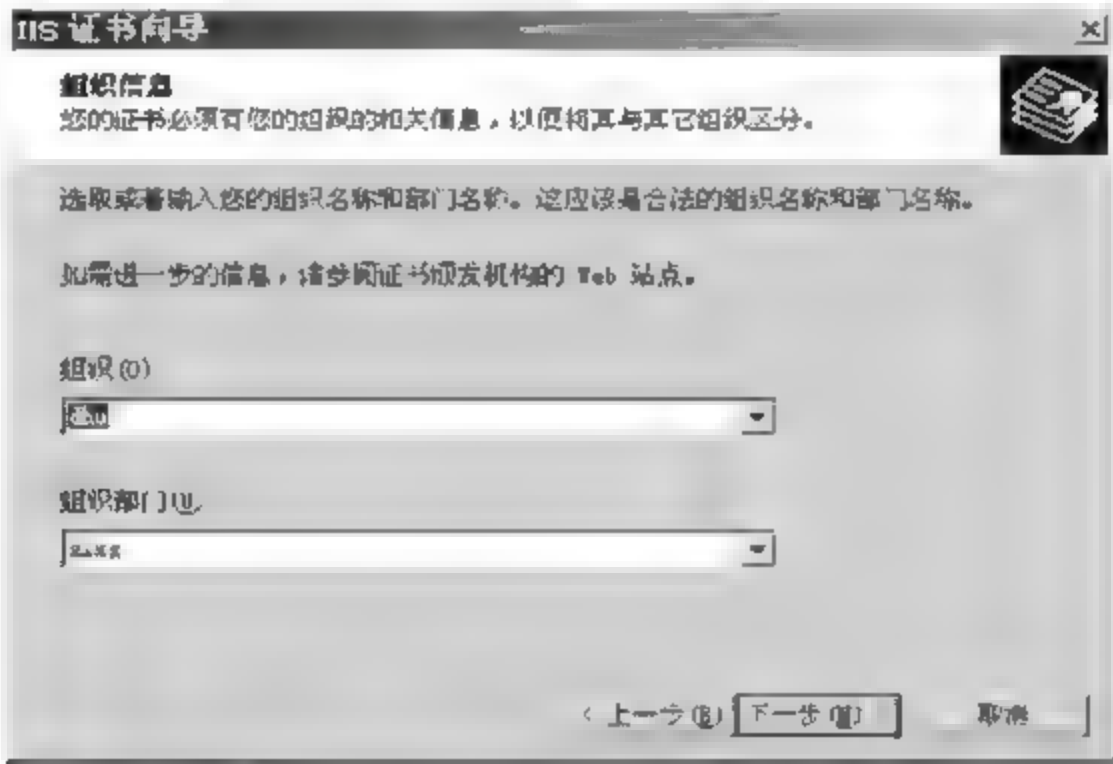 IIS 证书向导
组织信息
您的证书必须有您的组织的相关信息，以便将其与其它组织区分。
选取或者输入您的组织名称和部门名称。这应该是合法的组织名称和部门名称。
如需进一步的信息，请参阅证书颁发机构的 Web 站点。
组织(O)
组织部门(U)
< 上一步(B) 下一步(N) 取消